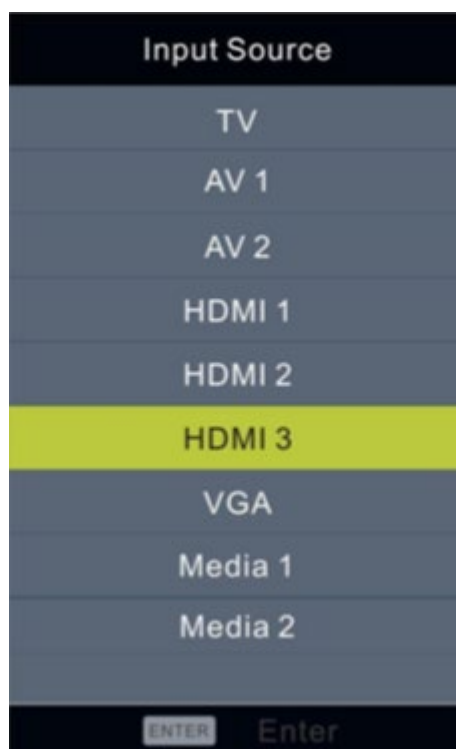 Input Source
TV
AV 1
AV 2
HDMI 1
HDMI 2
HDMI 3
VGA
Media 1
Media 2
ENTER Enter